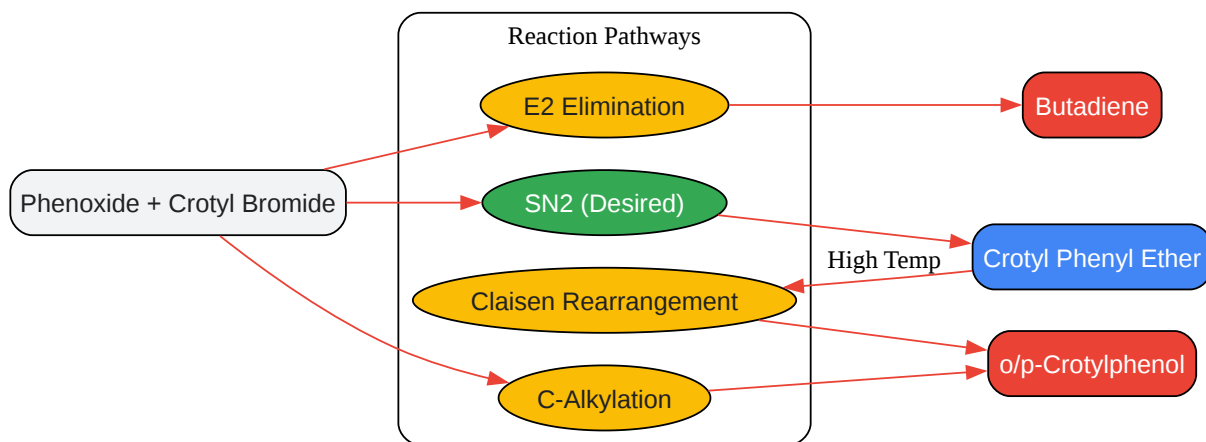 Reaction Pathways
E2 Elimination
Butadiene
Phenoxide + Crotyl Bromide
SN2 (Desired)
Crotyl Phenyl Ether
High Temp
Claisen Rearrangement
o/p-Crotylphenol
C-Alkylation